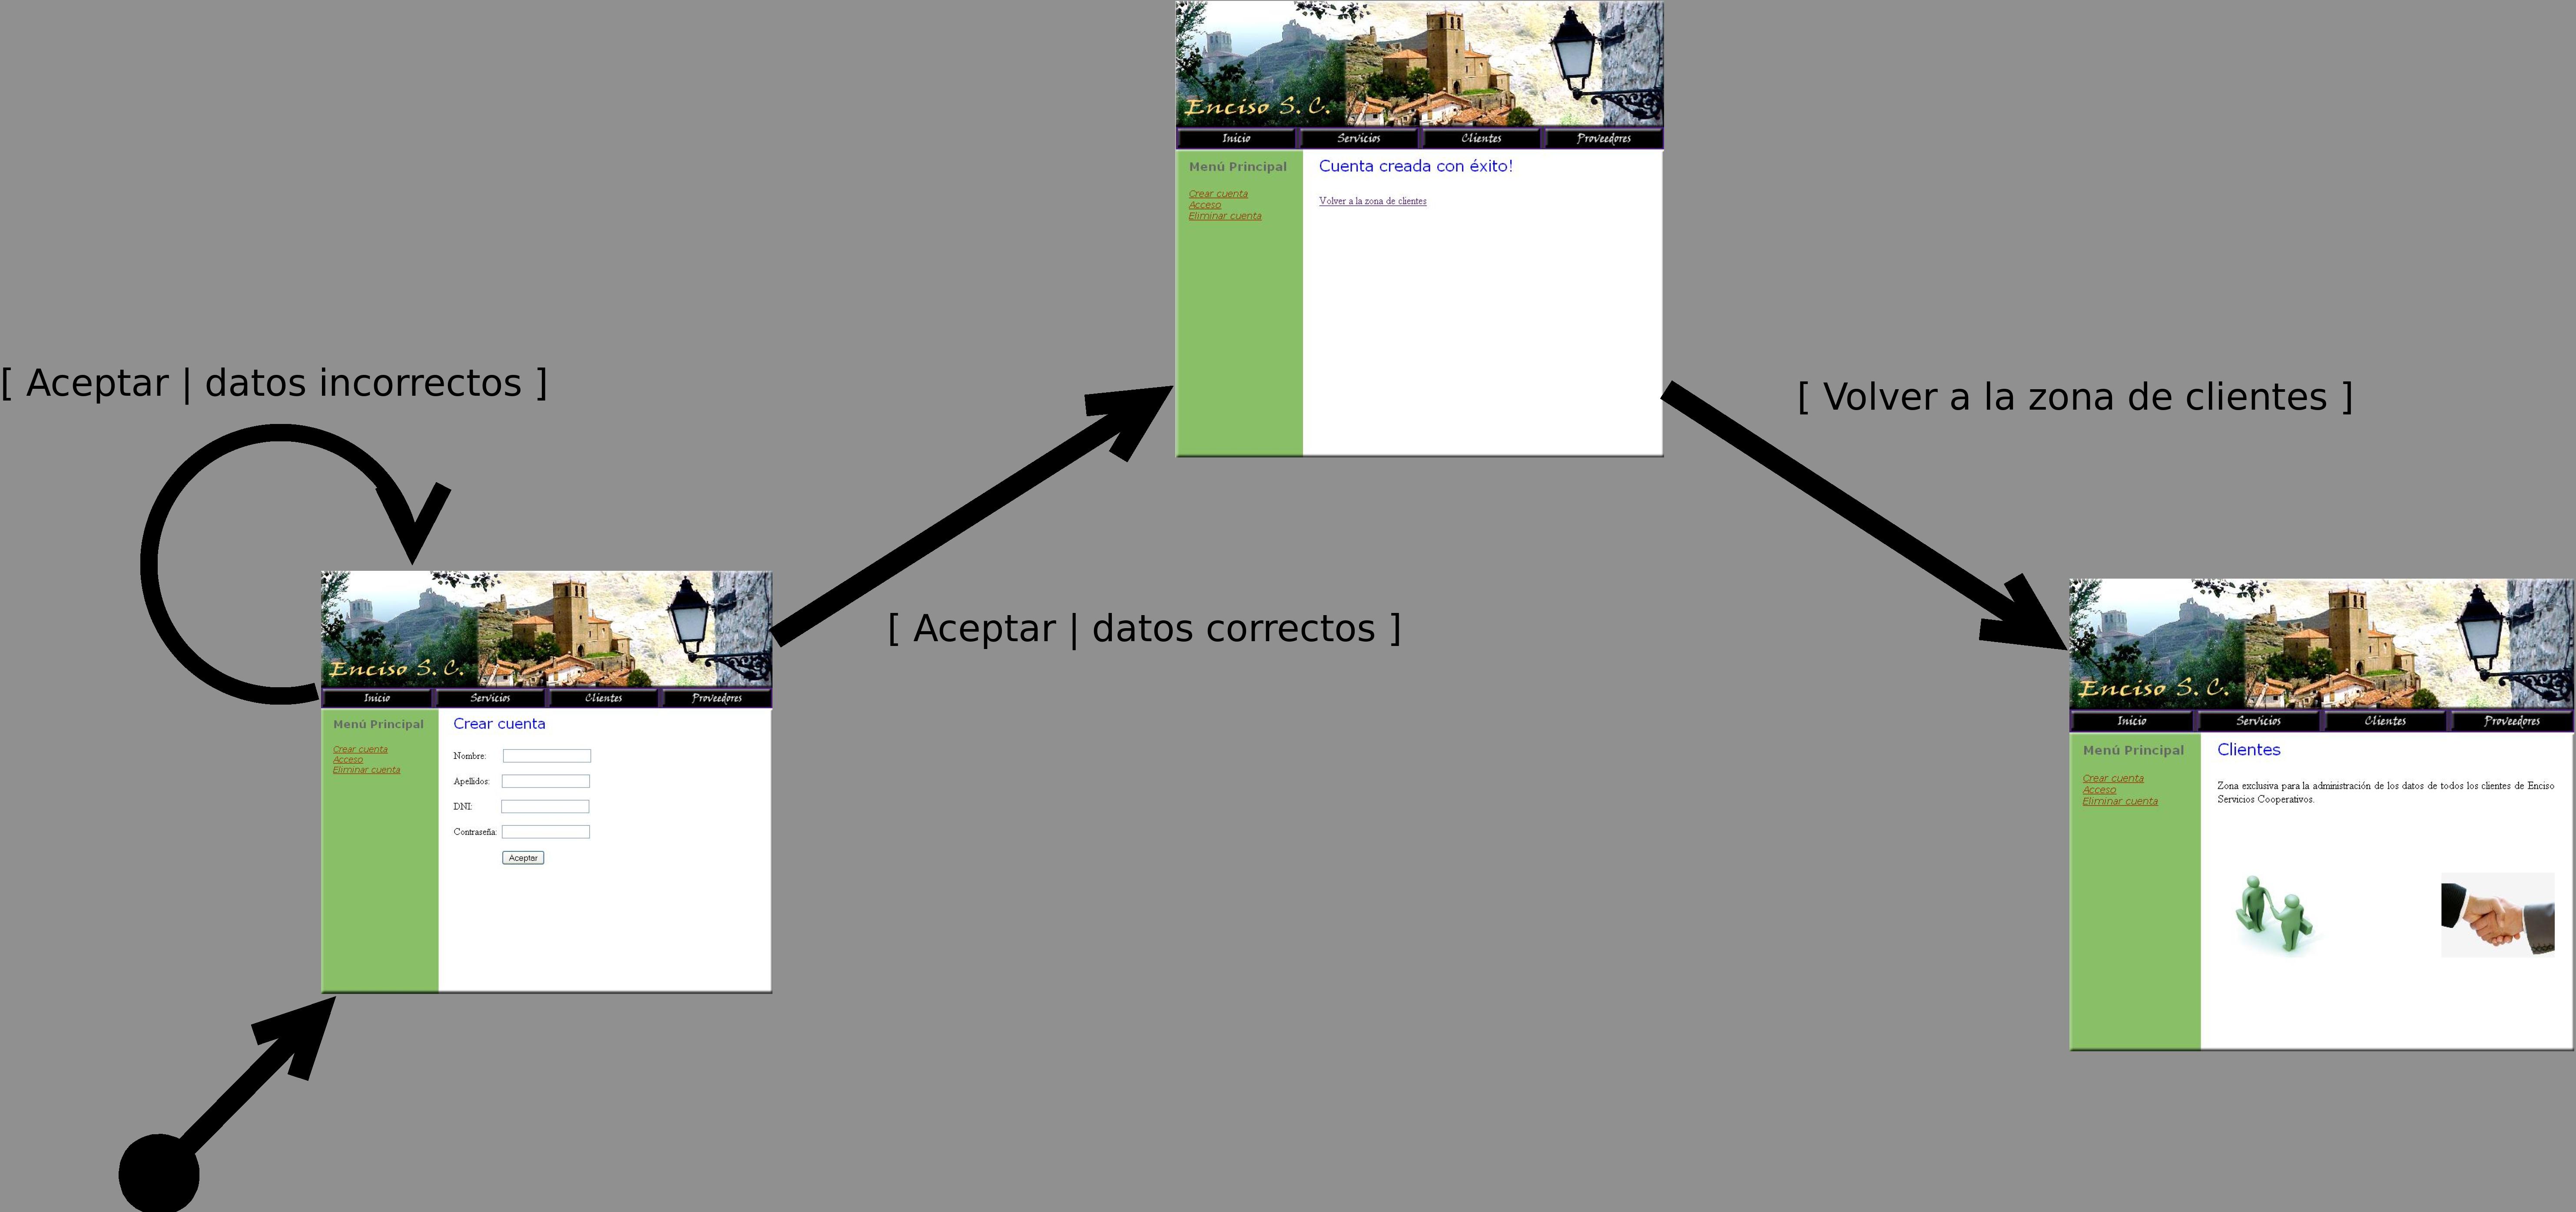 Enciso S. C.
Inicio Servicios Clientes Proveedores
Menú Principal
Crear cuenta
Acceso
Eliminar cuenta
Cuenta creada con éxito!
Volver a la zona de clientes
[ Aceptar | datos incorrectos ]
[ Volver a la zona de clientes ]
[ Aceptar | datos correctos ]
Enciso S. C.
Inicio Servicios Clientes Proveedores
Menú Principal
Crear cuenta
Acceso
Eliminar cuenta
Crear cuenta
Nombre:
Apellidos:
DNI:
Contraseña:
Aceptar
Enciso S. C.
Inicio Servicios Clientes Proveedores
Menú Principal
Crear cuenta
Acceso
Eliminar cuenta
Clientes
Zona exclusiva para la administración de los datos de todos los clientes de Enciso
Servicios Cooperativos.